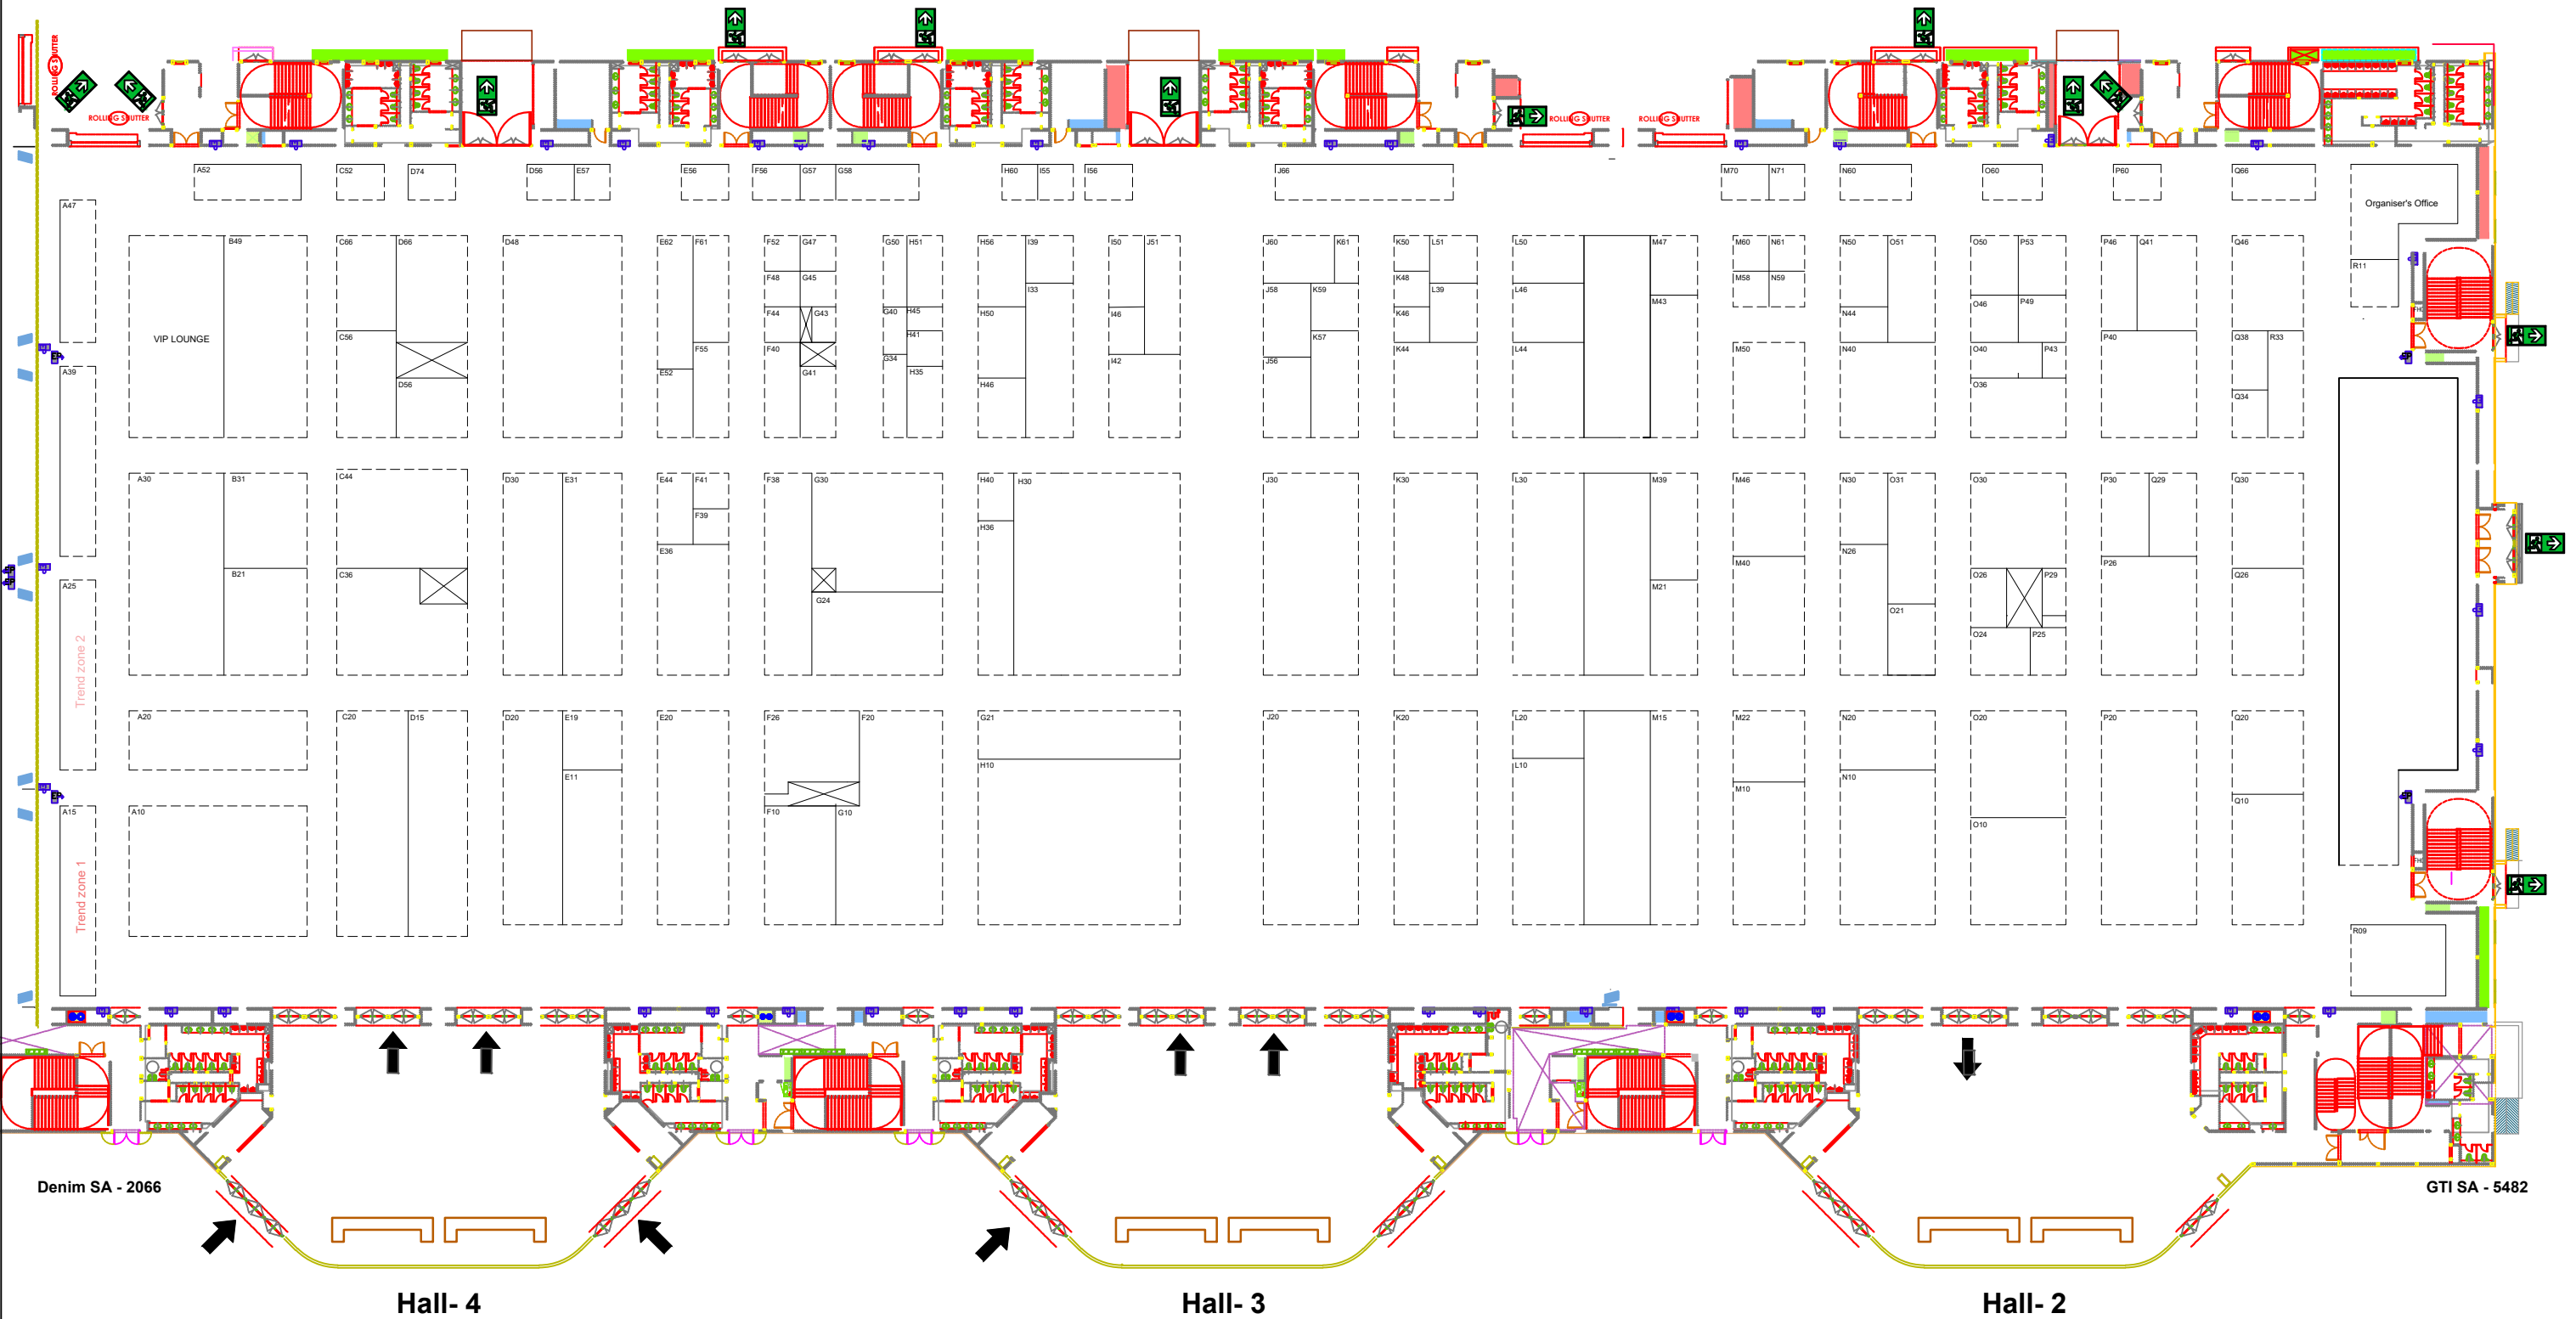 ROLLING SHUTTER
ROLLING SHUTTER
ROLLING SHUTTER
ROLLING SHUTTER
A52
C52
D74
D56
E57
E56
F56
G57
G58
H60
I55
I56
J66
M70
N71
N60
O60
P60
Q66
Organiser's Office
A47
B49
C66
D66
D48
E62
F61
F52
G47
G50
H51
H56
I39
I50
J51
J60
K61
K50
L51
L50
M47
M60
N61
N50
O51
O50
P53
P46
Q41
Q46
R11
F48
G45
K48
M58
N59
J58
K59
L39
L46
I33
M43
O46
P49
F44
G43
G40
H45
H50
I46
K46
N44
VIP LOUNGE
C56
H41
K57
P40
Q38
R33
A39
F40
G34
I42
J56
K44
L44
M50
N40
O40
P43
D56
F55
E52
G41
H35
H46
O36
Q34
A30
B31
C44
D30
E31
E44
F41
F38
G30
H40
H30
J30
K30
L30
M39
M46
N30
O31
O30
P30
Q29
Q30
F39
H36
E36
N26
M40
P26
A25
B21
C36
O26
P29
Q26
M21
G24
O21
O24
P25
Trend zone 2
A20
C20
D15
D20
E19
E20
F26
F20
G21
J20
K20
L20
M15
M22
N20
O20
P20
Q20
E11
H10
L10
N10
M10
Q10
A15
A10
F10
G10
O10
Trend zone 1
R09
Denim SA - 2066
GTI SA - 5482
Hall- 4
Hall- 3
Hall- 2